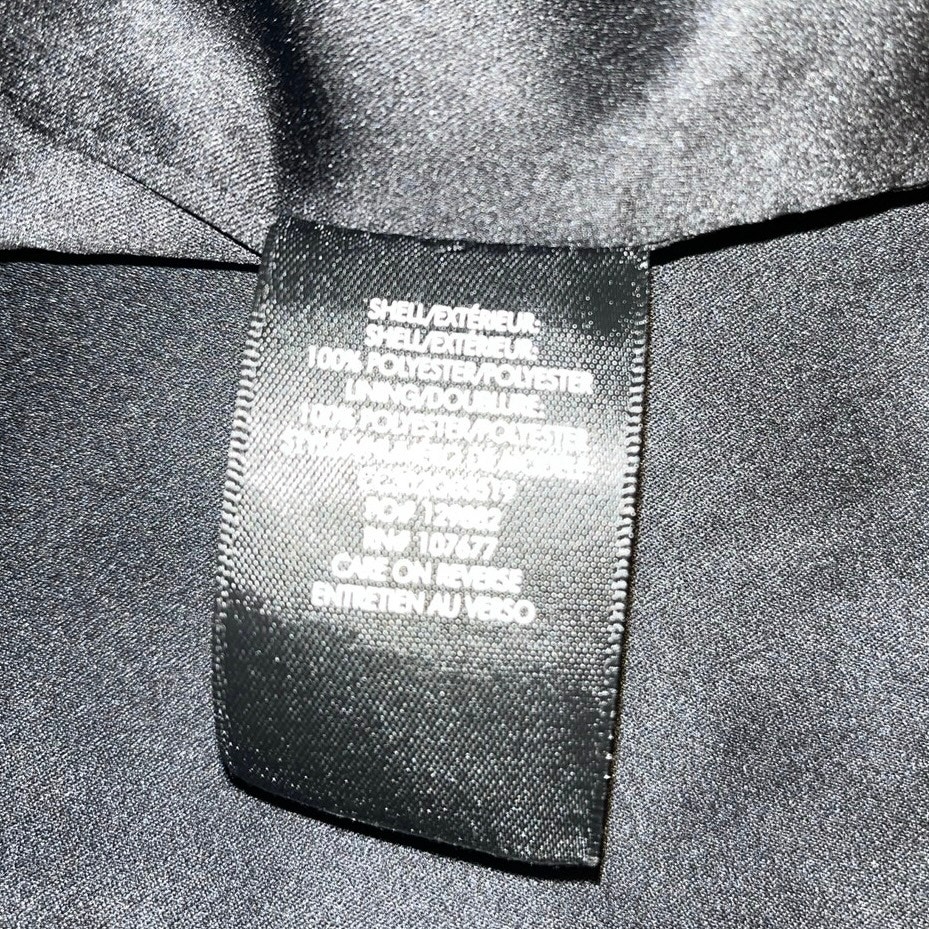 SHELL/EXTÉRIEUR:
SHELL/EXTERIEUR:
100% POLYESTER/POLYESTER
LINING/DOUBLURE:
100% POLYESTER/POLYESTER
RN# 107677
CARE ON REVERSE
ENTRETIEN AU VERSO